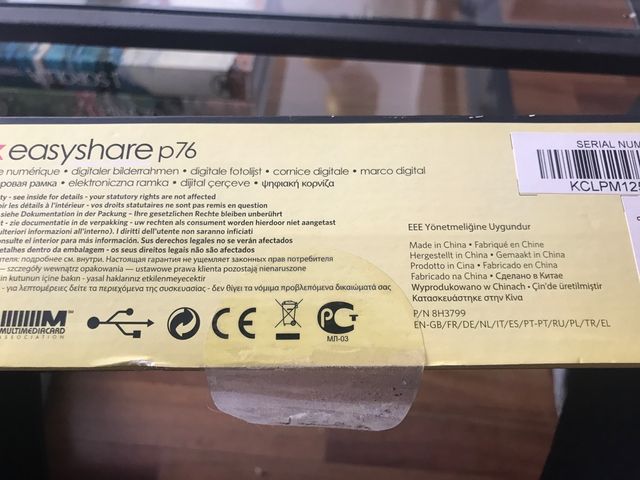 easyshare p76
numérique • digitaler bilderrahmen • digitale fotolijst • cornice digitale • marco digital
рамка • elektroniczna ramka • dijital çerçeve • ψηφιακή κορνίζα
see inside for details - your statutory rights are not affected
les détails à l'intérieur - vos droits statutaires ne sont pas remis en question
siehe Dokumentation in der Packung – Ihre gesetzlichen Rechte bleiben unberührt
zie documentatie in de verpakking - uw rechten als consument worden hierdoor niet aangetast
ulteriori informazioni all'interno). I diritti dell'utente non saranno inficiati
consulte el interior para más información. Sus derechos legales no se verán afectados
detalhes dentro da embalagem - os seus direitos legais não são afectados
подробнее см. внутри. Настоящая гарантия не ущемляет законных прав потребителя
— szczegóły wewnątrz opakowania — ustawowe prawa klienta pozostają nienaruszone
için kutunun içine bakın - yasal haklarınız etkilenmeyecektir
- για λεπτομέρειες δείτε τα περιεχόμενα της συσκευασίας - δεν θίγει τα νόμιμα προβλεπόμενα δικαιώματά σας
MULTIMEDIACARD
ASSOCIATION
CE
РСТ
МЛ-03
EEE Yönetmeliğine Uygundur
Made in China • Fabriqué en Chine
Hergestellt in China • Gemaakt in China
Prodotto in Cina • Fabricado en China
Fabricado na China • Сделано в Китае
Wyprodukowano w Chinach • Çin'de üretilmiştir
Κατασκευάστηκε στην Κίνα
P/N 8H3799
EN-GB/FR/DE/NL/IT/ES/PT-PT/RU/PL/TR/EL
SERIAL NUM
KCLPM125